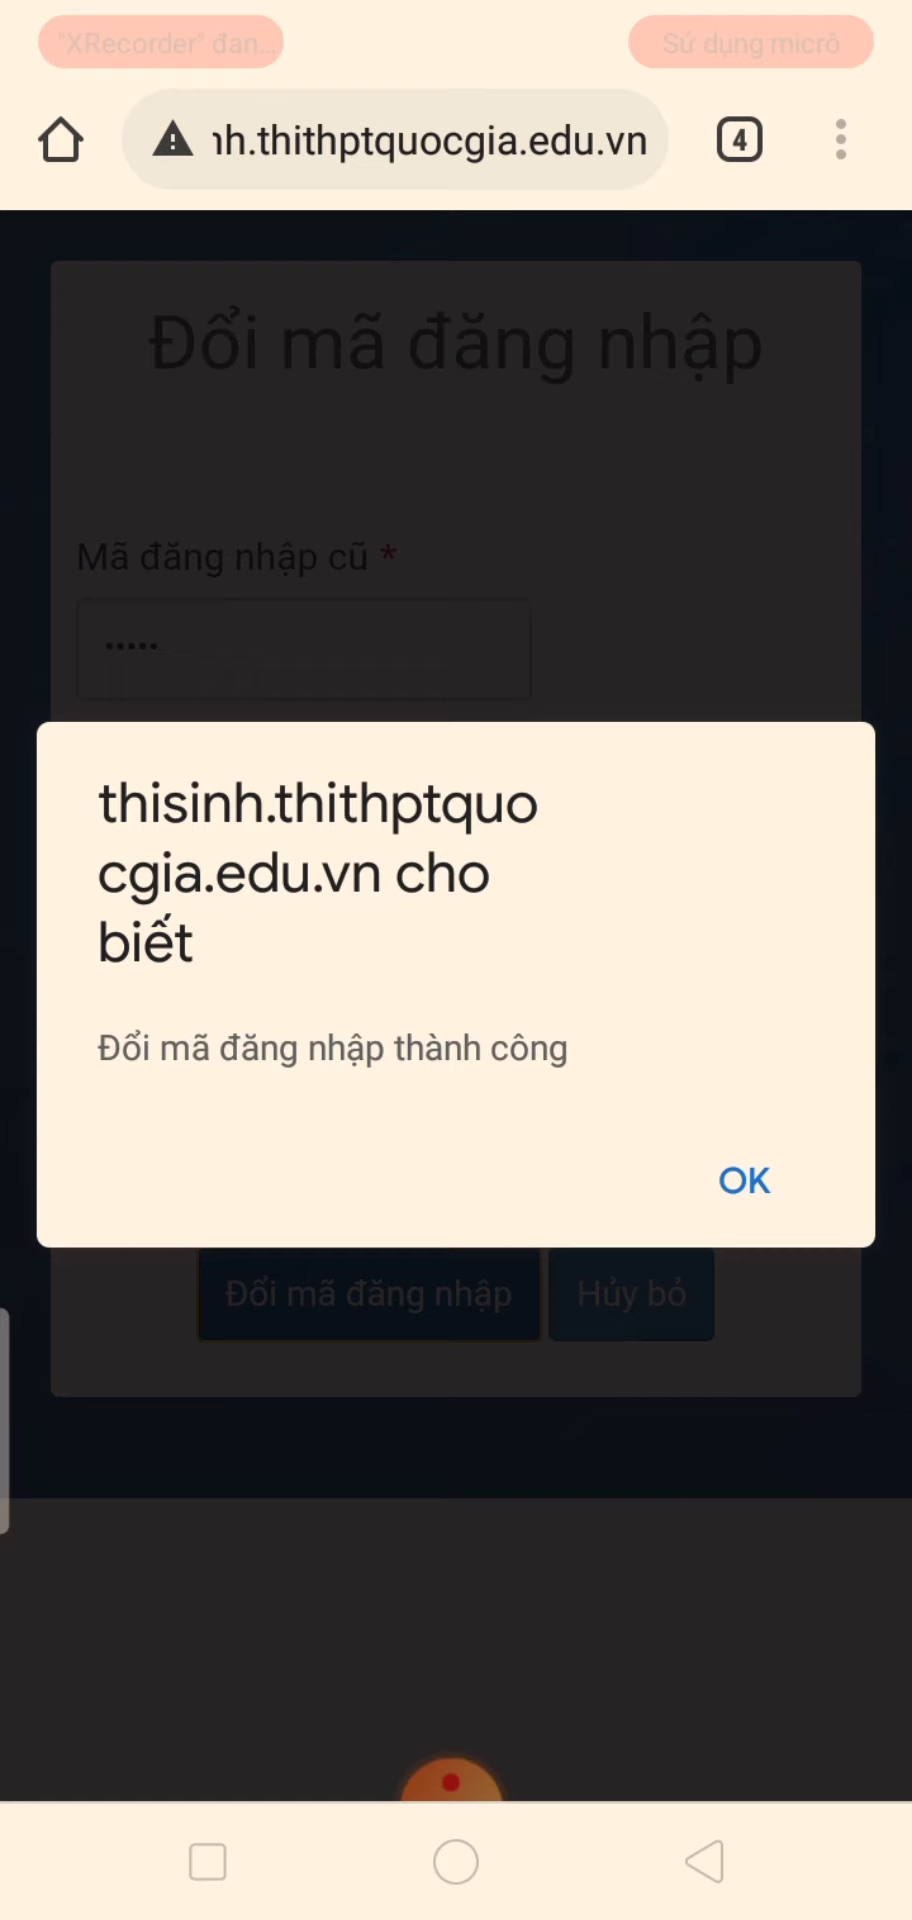 "XRecorder" đan...
Sử dụng micrô
nh.thithptquocgia.edu.vn
4
Đổi mã đăng nhập
Mã đăng nhập cũ *
•••••
thisinh.thithptquo
cgia.edu.vn cho
biết
Đổi mã đăng nhập thành công
OK
Đổi mã đăng nhập
Hủy bỏ